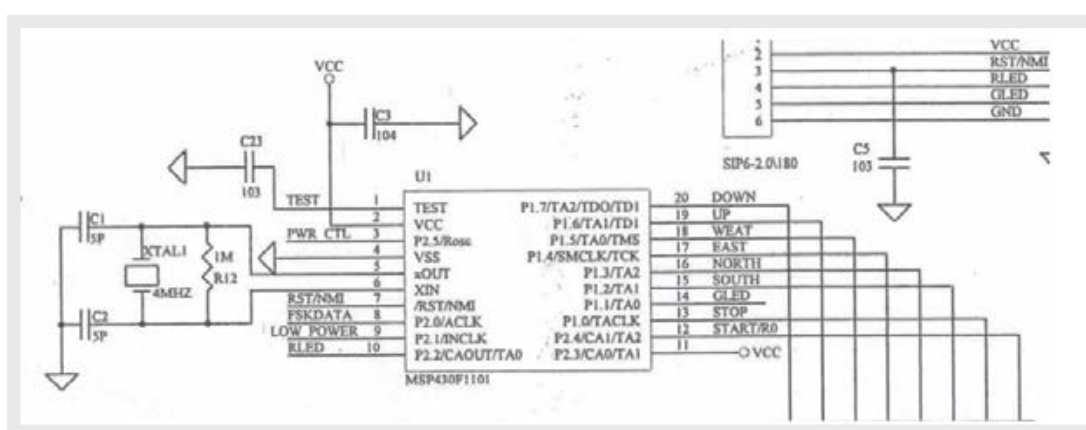 VCC
C3
104
C23
103
U1
TEST 1 TEST
2 VCC
PWR CTL 3 P2.5/Rosc
4 VSS
5 xOUT
6 XIN
RST/NMI 7 /RST/NMI
FSKDATA 8 P2.0/ACLK
LOW POWER 9 P2.1/INCLK
RLED 10 P2.2/CAOUT/TA0
MSP430F1101
C1
5P
XTAL1
4MHZ
1M
R12
C2
5P
P1.7/TA2/TDO/TD1 20 DOWN
P1.6/TA1/TD1 19 UP
P1.5/TA0/TMS 18 WEAT
P1.4/SMCLK/TCK 17 EAST
P1.3/TA2 16 NORTH
P1.2/TA1 15 SOUTH
P1.1/TA0 14 GLED
P1.0/TACLK 13 STOP
P2.4/CA1/TA2 12 START/R0
P2.3/CA0/TA1 11 VCC
2 VCC
3 RST/NMI
4 RLED
5 GLED
6 GND
SIP6-2.0\180
C5
103